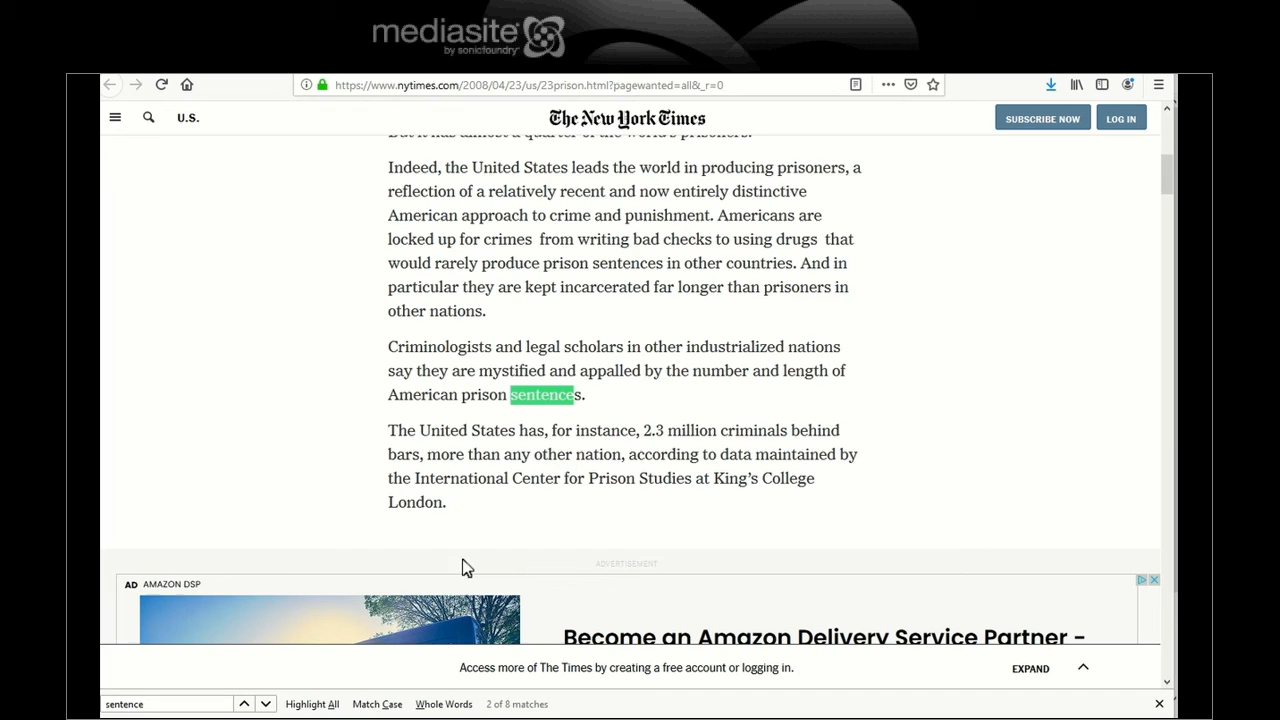 mediasite
by sonicfoundry
https://www.nytimes.com/2008/04/23/us/23prison.html?pagewanted=all&_r=0
U.S.
The New York Times
SUBSCRIBE NOW
LOG IN
But it has almost a quarter of the world's prisoners.
Indeed, the United States leads the world in producing prisoners, a
reflection of a relatively recent and now entirely distinctive
American approach to crime and punishment. Americans are
locked up for crimes from writing bad checks to using drugs that
would rarely produce prison sentences in other countries. And in
particular they are kept incarcerated far longer than prisoners in
other nations.
Criminologists and legal scholars in other industrialized nations
say they are mystified and appalled by the number and length of
American prison sentences.
The United States has, for instance, 2.3 million criminals behind
bars, more than any other nation, according to data maintained by
the International Center for Prison Studies at King’s College
London.
ADVERTISEMENT
AD AMAZON DSP
Become an Amazon Delivery Service Partner -
Access more of The Times by creating a free account or logging in.
EXPAND
sentence
Highlight All
Match Case
Whole Words
2 of 8 matches